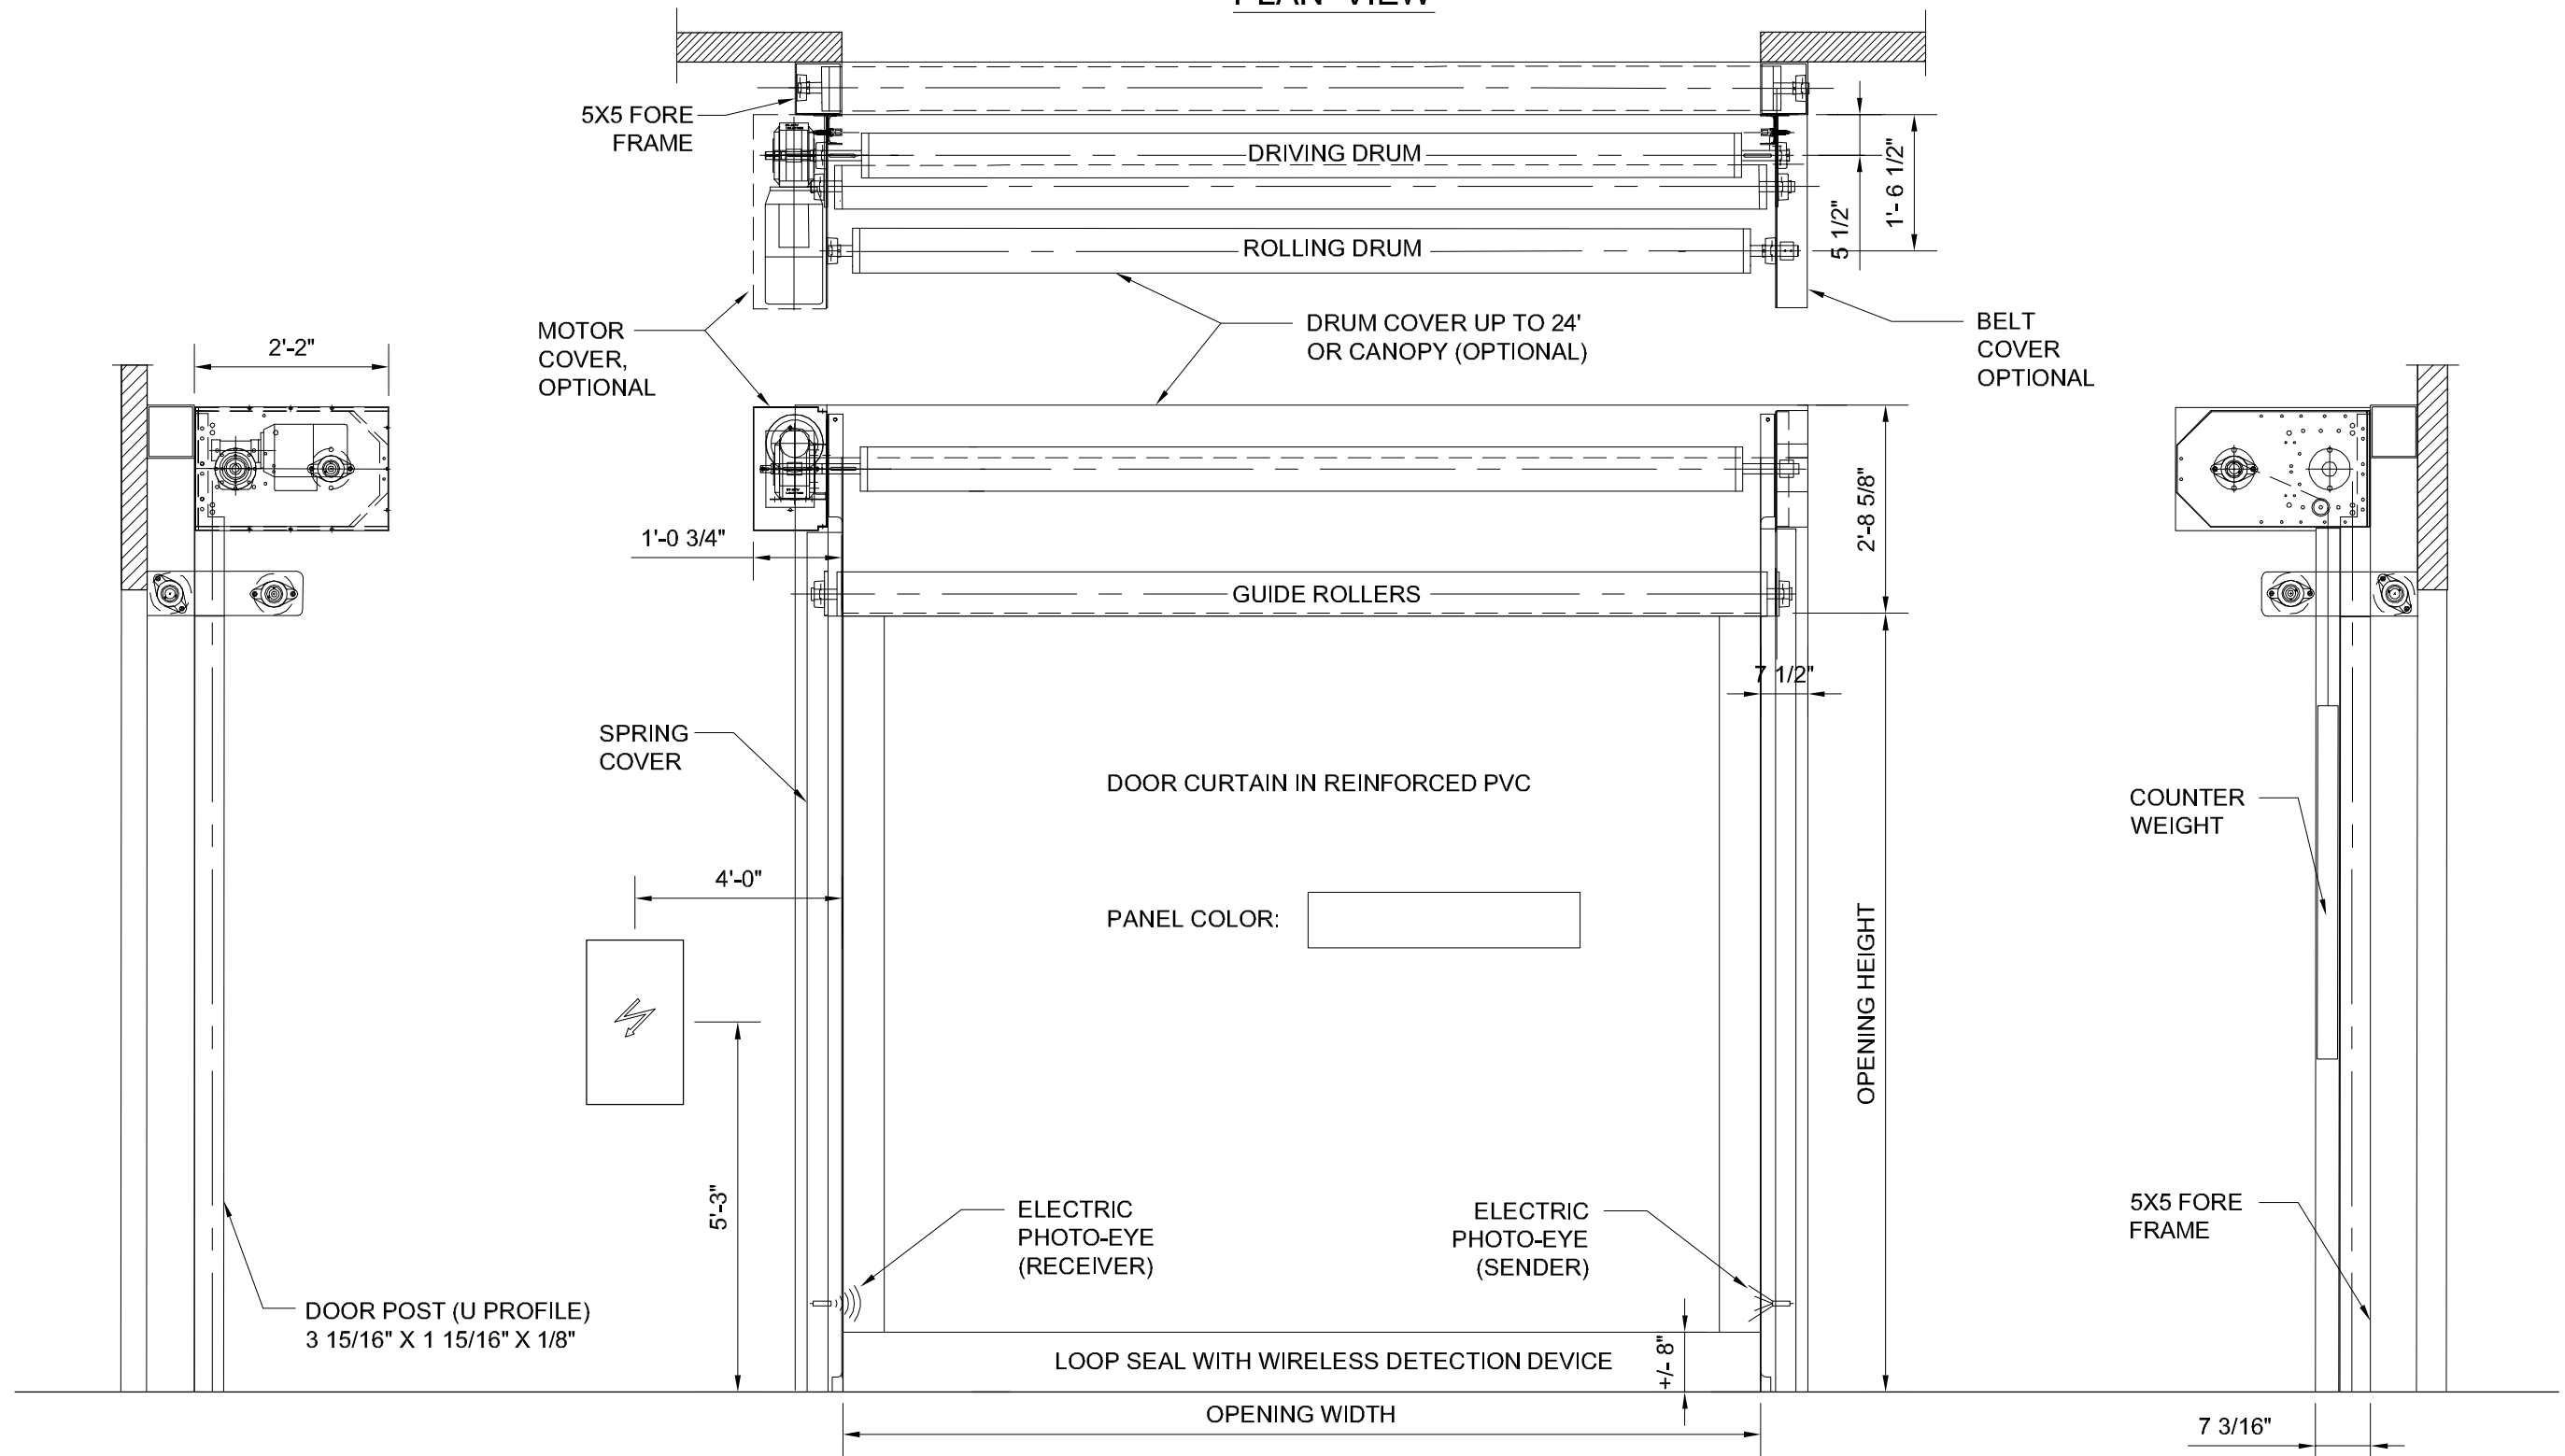 PLAN VIEW
5X5 FORE
FRAME
DRIVING DRUM
ROLLING DRUM
5 1/2"
1'- 6 1/2"
MOTOR
COVER,
OPTIONAL
DRUM COVER UP TO 24'
OR CANOPY (OPTIONAL)
BELT
COVER
OPTIONAL
2'-2"
1'-0 3/4"
2'-8 5/8"
GUIDE ROLLERS
7 1/2"
SPRING
COVER
DOOR CURTAIN IN REINFORCED PVC
COUNTER
WEIGHT
4'-0"
PANEL COLOR:
OPENING HEIGHT
5'-3"
ELECTRIC
PHOTO-EYE
(RECEIVER)
ELECTRIC
PHOTO-EYE
(SENDER)
5X5 FORE
FRAME
DOOR POST (U PROFILE)
3 15/16" X 1 15/16" X 1/8"
LOOP SEAL WITH WIRELESS DETECTION DEVICE
+/- 8"
OPENING WIDTH
7 3/16"